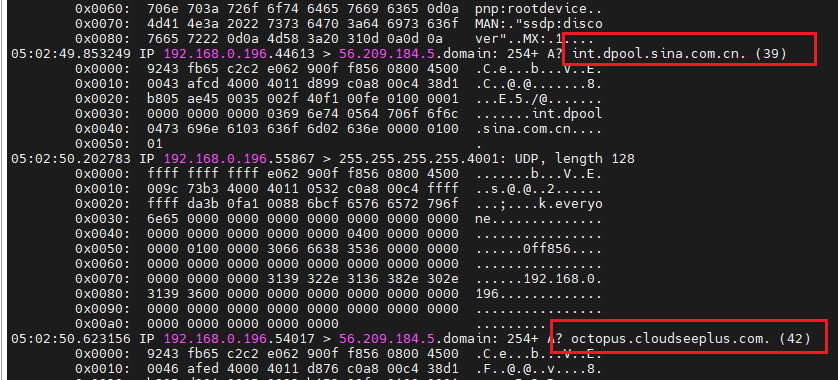 0x0060: 706e 703a 726f 6f74 6465 7669 6365 0d0a pnp:rootdevice..
0x0070: 4d41 4e3a 2022 7373 6470 3a64 6973 636f MAN:."ssdp:disco
0x0080: 7665 7222 0d0a 4d58 3a20 310d 0a0d 0a ver"..MX:.1....
05:02:49.853249 IP 192.168.0.196.44613 > 56.209.184.5.domain: 254+ A? int.dpool.sina.com.cn. (39)
0x0000: 9243 fb65 c2c2 e062 900f f856 0800 4500 .C.e...b...V..E.
0x0010: 0043 afcd 4000 4011 d899 c0a8 00c4 38d1 .C..@.@.......8.
0x0020: b805 ae45 0035 002f 40f1 00fe 0100 0001 ...E.5./@.......
0x0030: 0000 0000 0000 0369 6e74 0564 706f 6f6c .......int.dpool
0x0040: 0473 696e 6103 636f 6d02 636e 0000 0100 .sina.com.cn....
0x0050: 01 .
05:02:50.202783 IP 192.168.0.196.55867 > 255.255.255.255.4001: UDP, length 128
0x0000: ffff ffff ffff e062 900f f856 0800 4500 .......b...V..E.
0x0010: 009c 73b3 4000 4011 0532 c0a8 00c4 ffff ..s.@.@..2......
0x0020: ffff da3b 0fa1 0088 6bcf 6576 6572 796f ...;....k.everyo
0x0030: 6e65 0000 0000 0000 0000 0000 0000 0000 ne..............
0x0040: 0000 0000 0000 0000 0400 0000 0000 ................
0x0050: 0000 0100 0000 3066 6638 3536 0000 0000 ......0ff856....
0x0060: 0000 0000 0000 0000 0000 0000 0000 0000 ................
0x0070: 0000 0000 0000 3139 322e 3136 382e 302e ......192.168.0.
0x0080: 3139 3600 0000 0000 0000 0000 0000 0000 196.............
0x0090: 0000 0000 0000 0000 0000 0000 0000 0000 ................
0x00a0: 0000 0000 0000 0000 0000 ..........
05:02:50.623156 IP 192.168.0.196.54017 > 56.209.184.5.domain: 254+ A? octopus.cloudseeplus.com. (42)
0x0000: 9243 fb65 c2c2 e062 900f f856 0800 4500 .C.e...b...V..E.
0x0010: 0046 afed 4000 4011 d876 c0a8 00c4 38d1 .F..@.@..v....8.